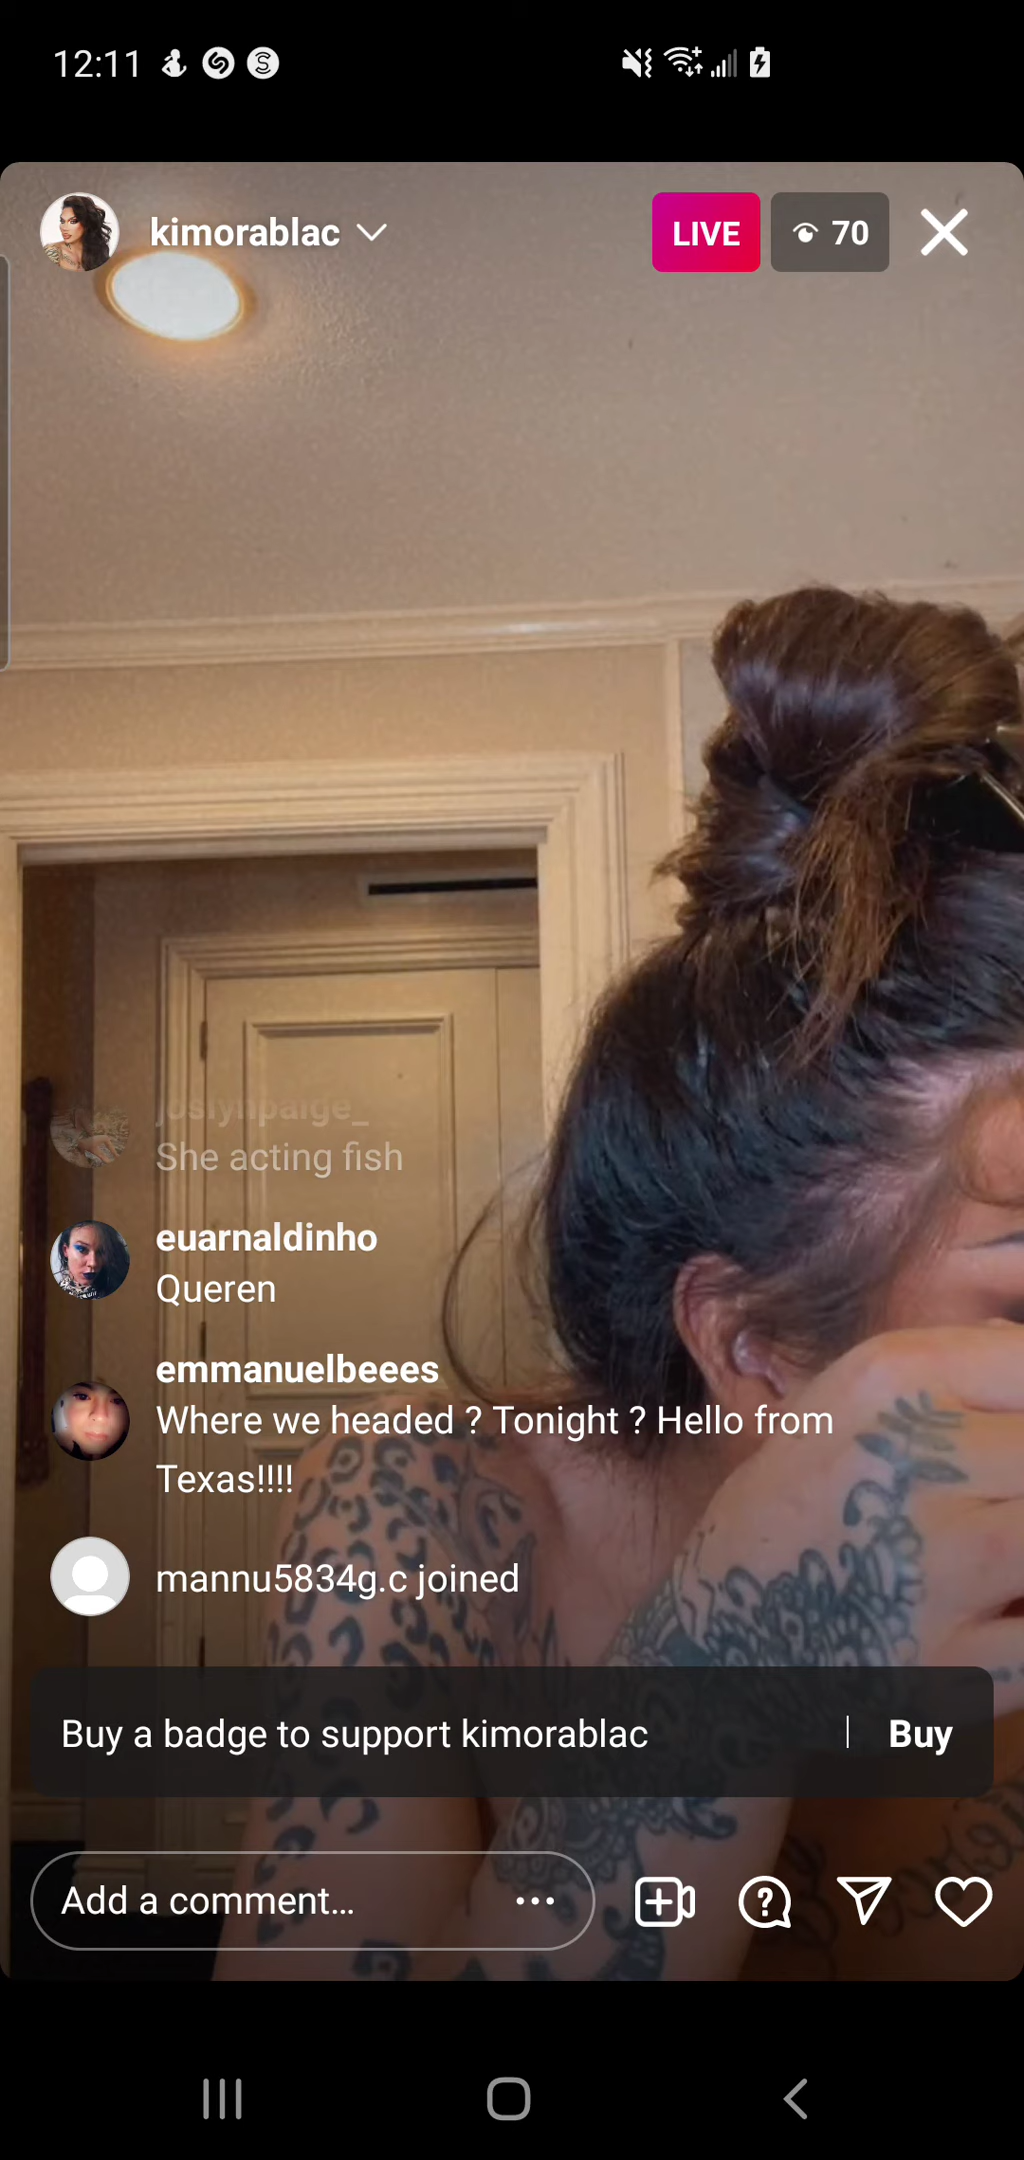 12:11
kimorablac
LIVE
70
joslynpaige_
She acting fish
euarnaldinho
Queren
emmanuelbeees
Where we headed ? Tonight ? Hello from
Texas!!!!
mannu5834g.c joined
Buy a badge to support kimorablac | Buy
Add a comment...